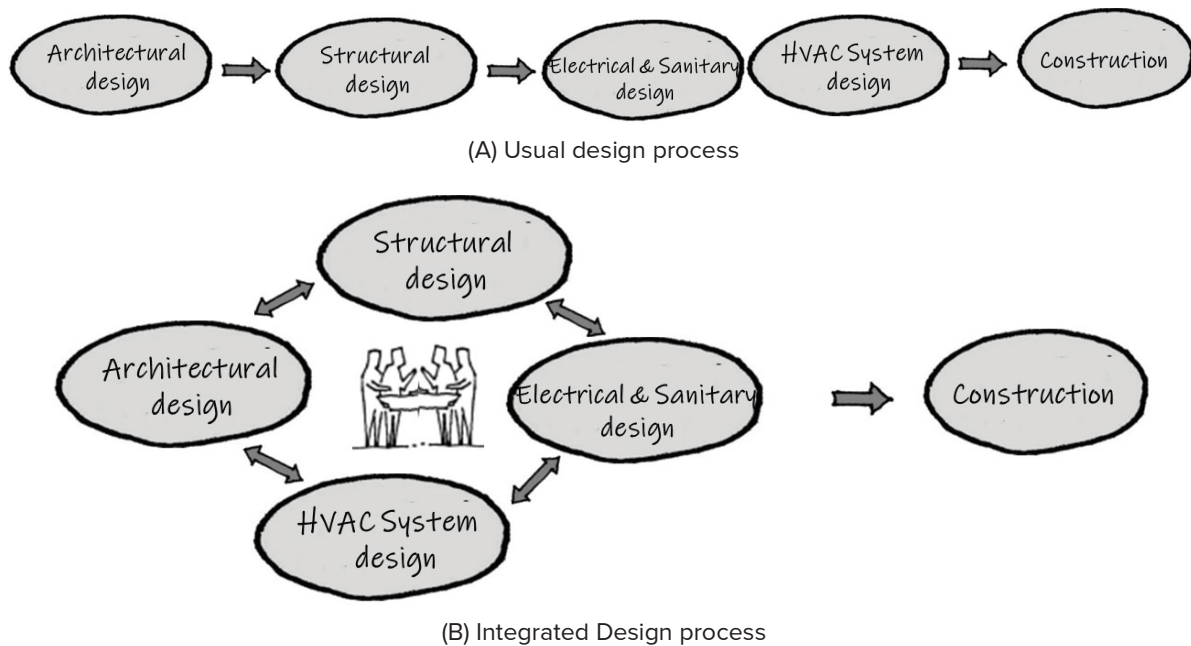 Architectural
design
Structural
design
Electrical & Sanitary
design
HVAC System
design
Construction
(A) Usual design process
Structural
design
Architectural
design
Electrical & Sanitary
design
Construction
HVAC System
design
(B) Integrated Design process